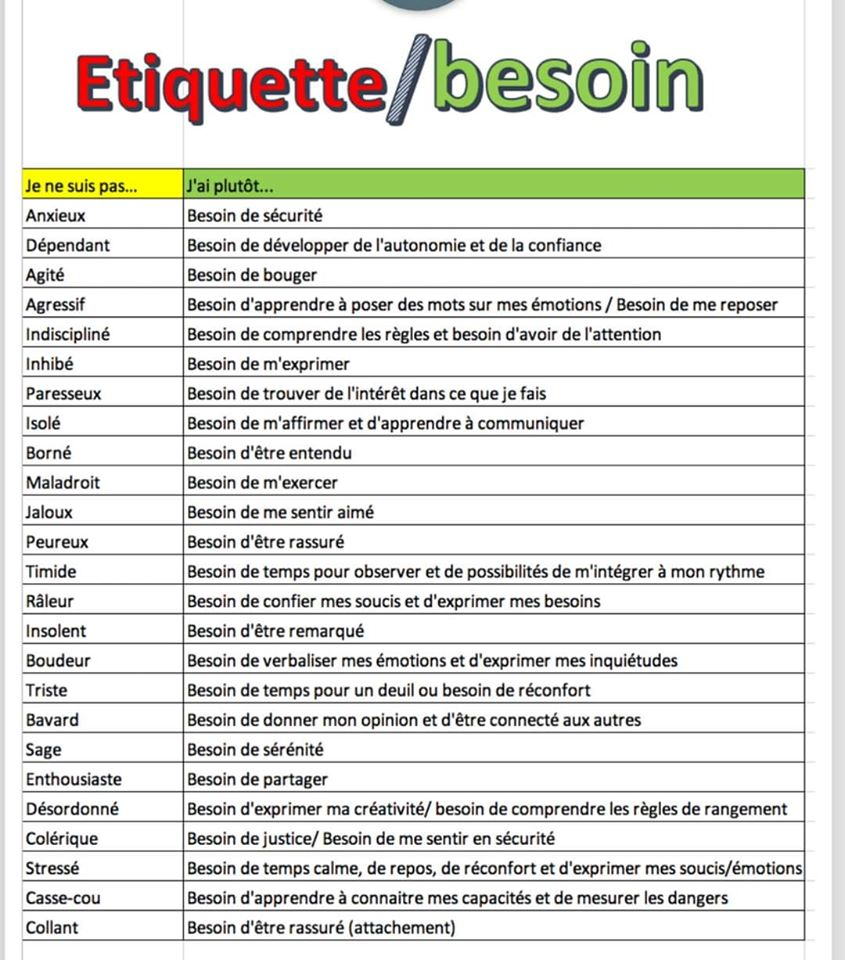 Etiquette/besoin
Je ne suis pas... J'ai plutôt...
Anxieux Besoin de sécurité
Dépendant Besoin de développer de l'autonomie et de la confiance
Agité Besoin de bouger
Agressif Besoin d'apprendre à poser des mots sur mes émotions / Besoin de me reposer
Indiscipliné Besoin de comprendre les règles et besoin d'avoir de l'attention
Inhibé Besoin de m'exprimer
Paresseux Besoin de trouver de l'intérêt dans ce que je fais
Isolé Besoin de m'affirmer et d'apprendre à communiquer
Borné Besoin d'être entendu
Maladroit Besoin de m'exercer
Jaloux Besoin de me sentir aimé
Peureux Besoin d'être rassuré
Timide Besoin de temps pour observer et de possibilités de m'intégrer à mon rythme
Râleur Besoin de confier mes soucis et d'exprimer mes besoins
Insolent Besoin d'être remarqué
Boudeur Besoin de verbaliser mes émotions et d'exprimer mes inquiétudes
Triste Besoin de temps pour un deuil ou besoin de réconfort
Bavard Besoin de donner mon opinion et d'être connecté aux autres
Sage Besoin de sérénité
Enthousiaste Besoin de partager
Désordonné Besoin d'exprimer ma créativité/ besoin de comprendre les règles de rangement
Colérique Besoin de justice/ Besoin de me sentir en sécurité
Stressé Besoin de temps calme, de repos, de réconfort et d'exprimer mes soucis/émotions
Casse-cou Besoin d'apprendre à connaitre mes capacités et de mesurer les dangers
Collant Besoin d'être rassuré (attachement)